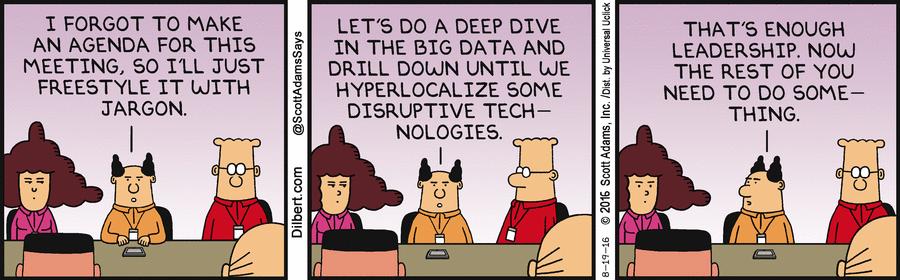 I FORGOT TO MAKE
AN AGENDA FOR THIS
MEETING, SO I'LL JUST
FREESTYLE IT WITH
JARGON.
Dilbert.com @ScottAdamsSays
LET'S DO A DEEP DIVE
IN THE BIG DATA AND
DRILL DOWN UNTIL WE
HYPERLOCALIZE SOME
DISRUPTIVE TECH-
NOLOGIES.
8-19-16 © 2016 Scott Adams, Inc. /Dist. by Universal Uclick
THAT'S ENOUGH
LEADERSHIP. NOW
THE REST OF YOU
NEED TO DO SOME-
THING.